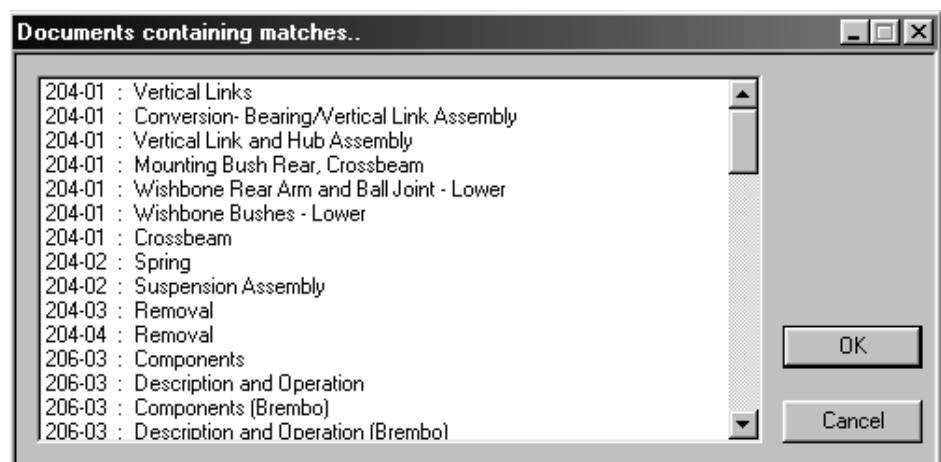 Documents containing matches..
204-01 : Vertical Links
204-01 : Conversion- Bearing/Vertical Link Assembly
204-01 : Vertical Link and Hub Assembly
204-01 : Mounting Bush Rear, Crossbeam
204-01 : Wishbone Rear Arm and Ball Joint - Lower
204-01 : Wishbone Bushes - Lower
204-01 : Crossbeam
204-02 : Spring
204-02 : Suspension Assembly
204-03 : Removal
204-04 : Removal
206-03 : Components
206-03 : Description and Operation
206-03 : Components (Brembo)
206-03 : Description and Operation (Brembo)
OK
Cancel